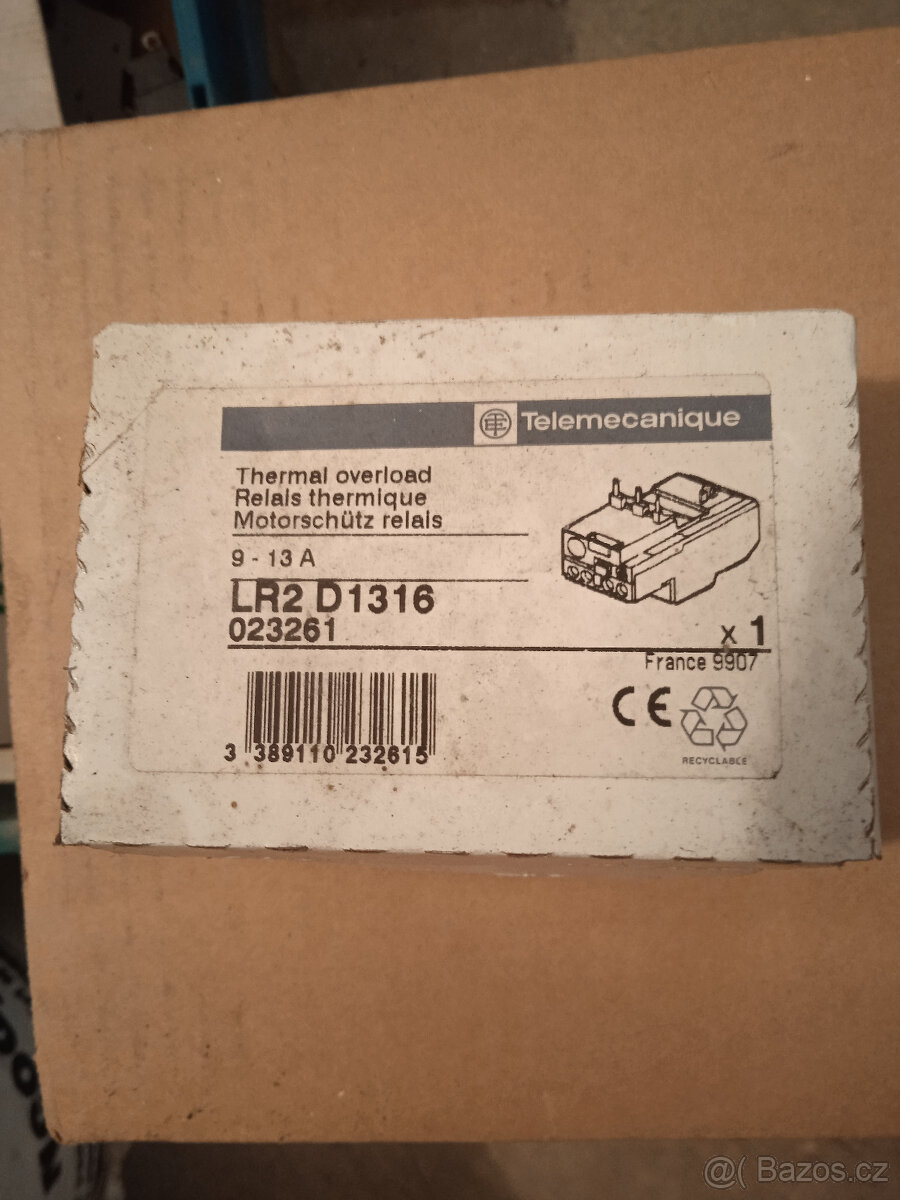 Telemecanique
Thermal overload
Relais thermique
Motorschütz relais
9 - 13 A
LR2 D1316
023261
x 1
France 9907
3 389110 232615
CE
RECYCLABLE
@( Bazos.cz